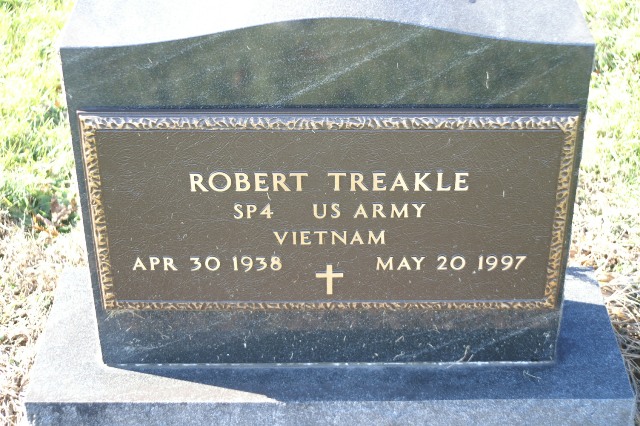 ROBERT TREAKLE
SP4 US ARMY
VIETNAM
APR 30 1938 MAY 20 1997